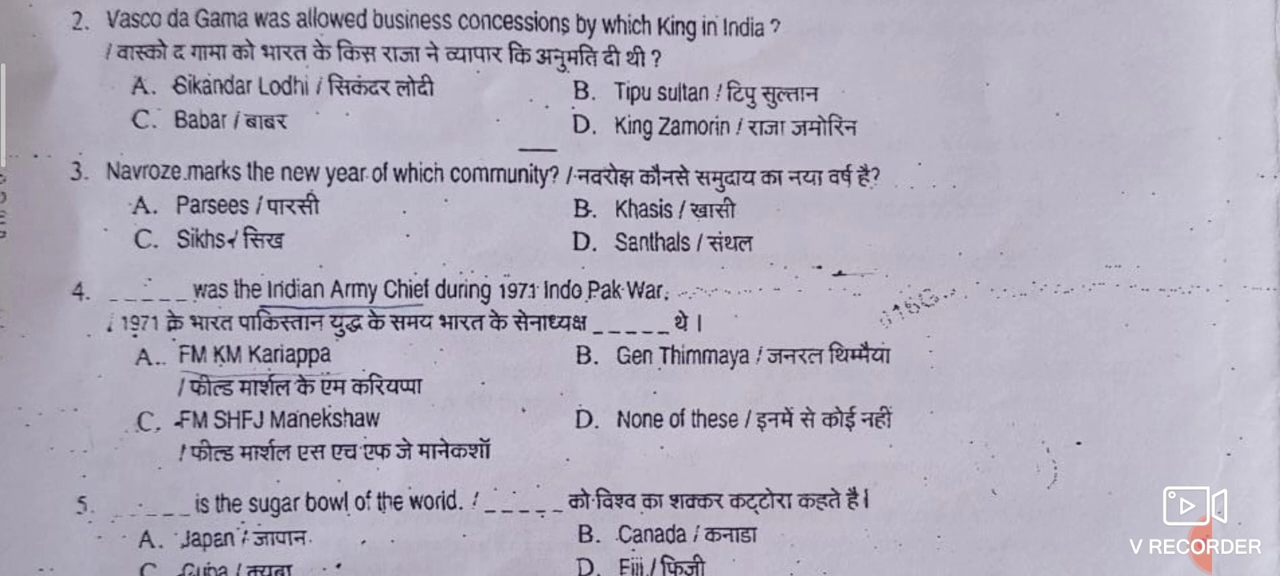 2. Vasco da Gama was allowed business concessions by which King in India ?
/ वास्को द गामा को भारत के किस राजा ने व्यापार कि अनुमति दी थी ?
A. Sikandar Lodhi / सिकंदर लोदी B. Tipu sultan / टिपु सुल्तान
C. Babar / बाबर D. King Zamorin / राजा जमोरिन
3. Navroze marks the new year of which community? / नवरोझ कौनसे समुदाय का नया वर्ष है?
A. Parsees / पारसी B. Khasis / खासी
C. Sikhs / सिख D. Santhals / संथल
4. _____ was the Indian Army Chief during 1971 Indo Pak War.
/ 1971 के भारत पाकिस्तान युद्ध के समय भारत के सेनाध्यक्ष _____ थे |
A. FM KM Kariappa B. Gen Thimmaya / जनरल थिम्मैया
/ फील्ड मार्शल के एम करियप्पा
C. FM SHFJ Manekshaw D. None of these / इनमें से कोई नहीं
/ फील्ड मार्शल एस एच एफ जे मानेकशॉ
5. _____ is the sugar bowl of the world. / _____ को विश्व का शक्कर कट्टोरा कहते है |
A. Japan / जापान B. Canada / कनाडा
C. Cuba / क्यूबा D. Fiji / फिजी
V RECORDER